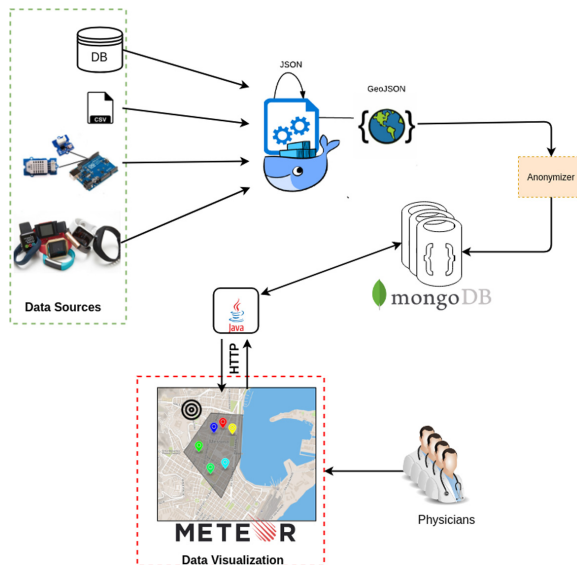 DB
JSON
GeoJSON
CSV
Anonymizer
mongoDB
Data Sources
Java
HTTP
METEOR
Physicians
Data Visualization